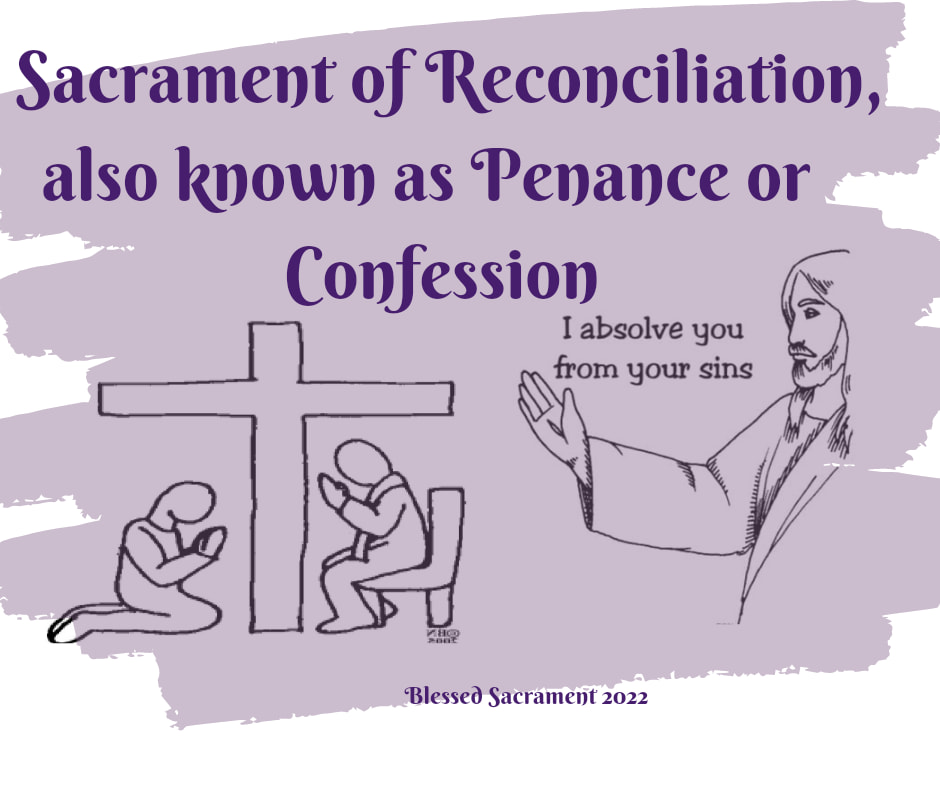 Sacrament of Reconciliation,
also known as Penance or
Confession
I absolve you
from your sins
Blessed Sacrament 2022